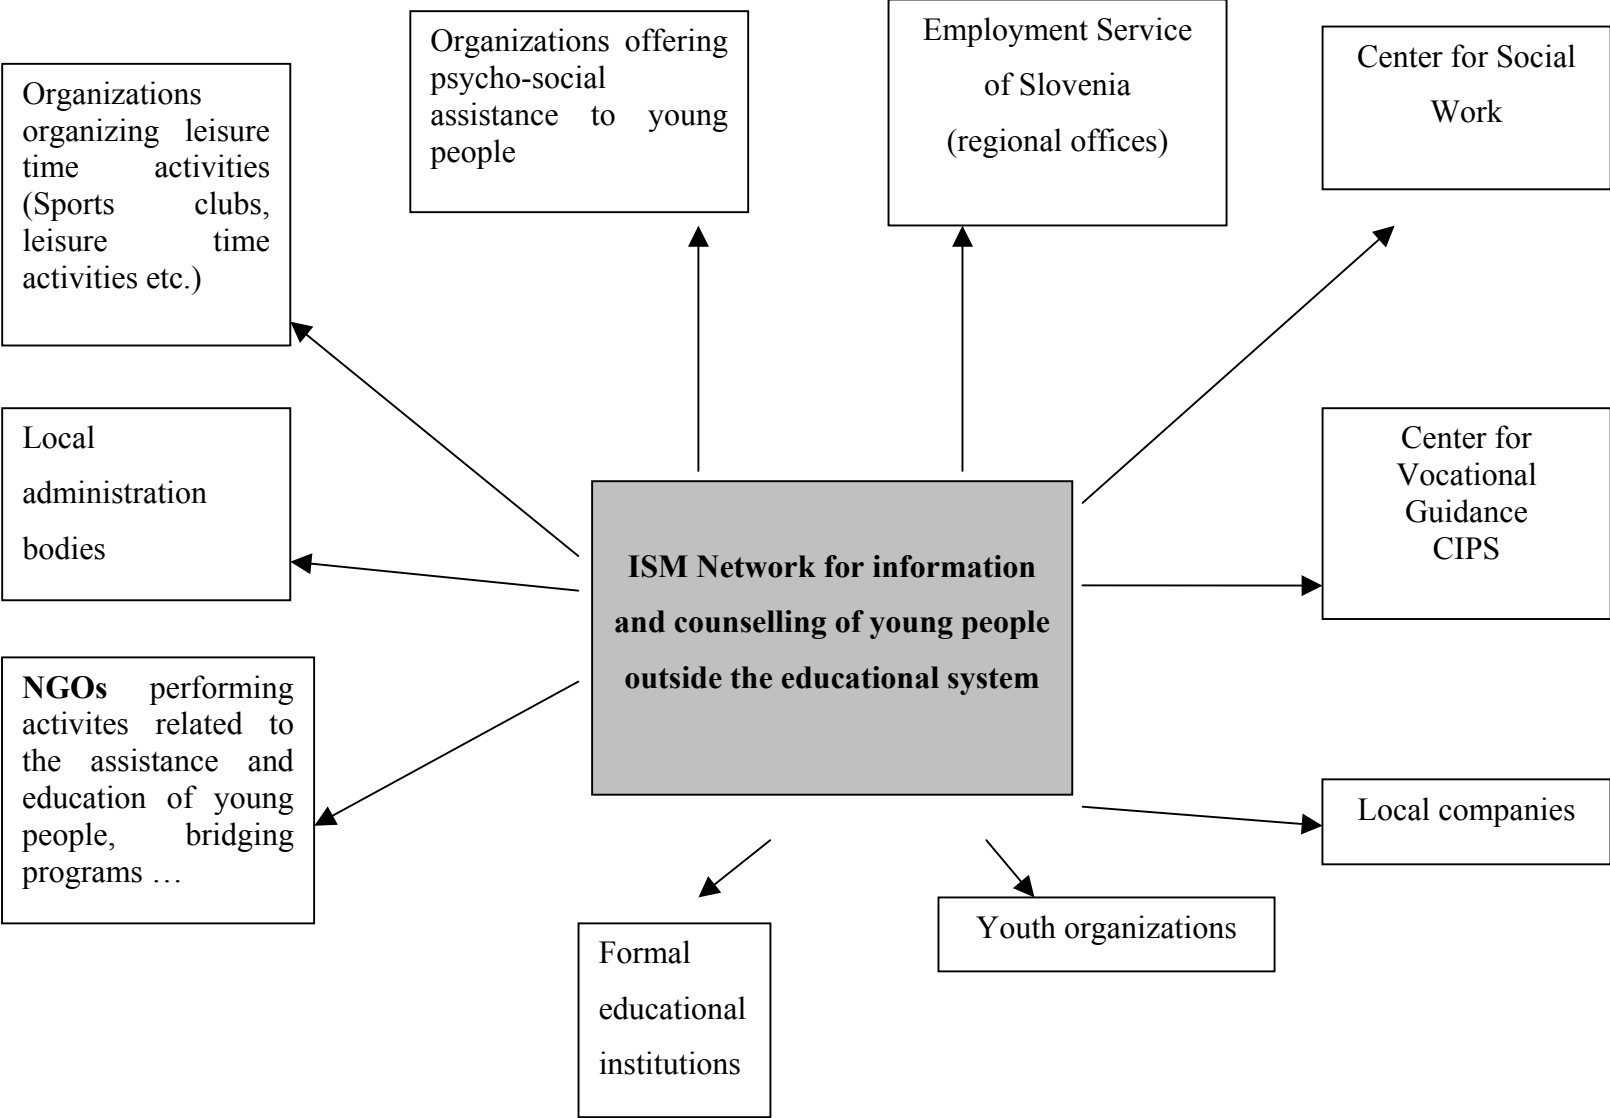 Organizations offering
psycho-social
assistance to young
people
Employment Service
of Slovenia
(regional offices)
Center for Social
Work
Organizations
organizing leisure
time activities
(Sports clubs,
leisure time
activities etc.)
Local
administration
bodies
Center for
Vocational
Guidance
CIPS
ISM Network for information
and counselling of young people
outside the educational system
NGOs performing
activites related to
the assistance and
education of young
people, bridging
programs …
Local companies
Formal
educational
institutions
Youth organizations